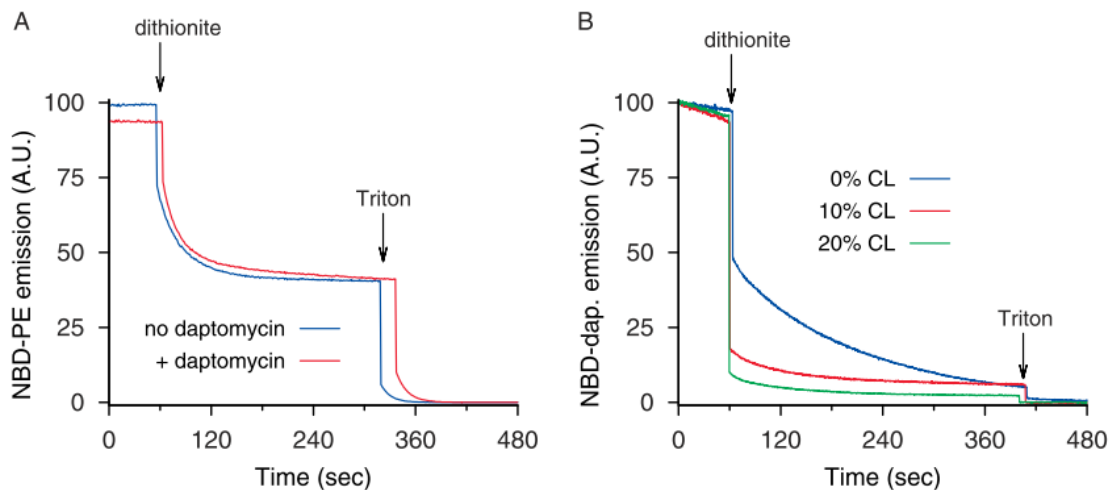 A
dithionite
100
75
50
25
0
NBD-PE emission (A.U.)
Triton
no daptomycin
+ daptomycin
0 120 240 360 480
Time (sec)
B
dithionite
100
75
50
25
0
NBD-dap. emission (A.U.)
0% CL
10% CL
20% CL
Triton
0 120 240 360 480
Time (sec)